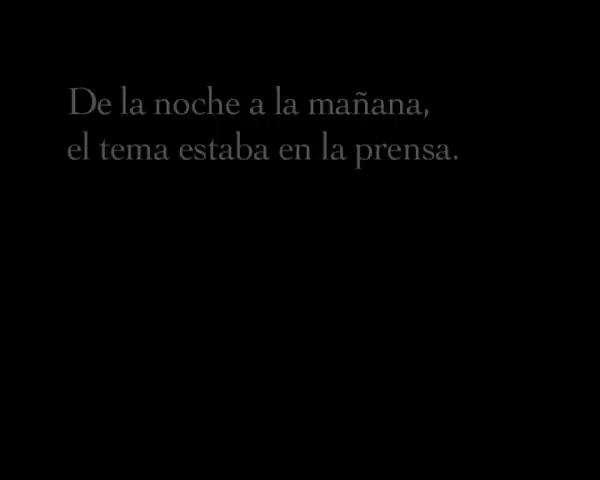 De la noche a la mañana,
el tema estaba en la prensa.